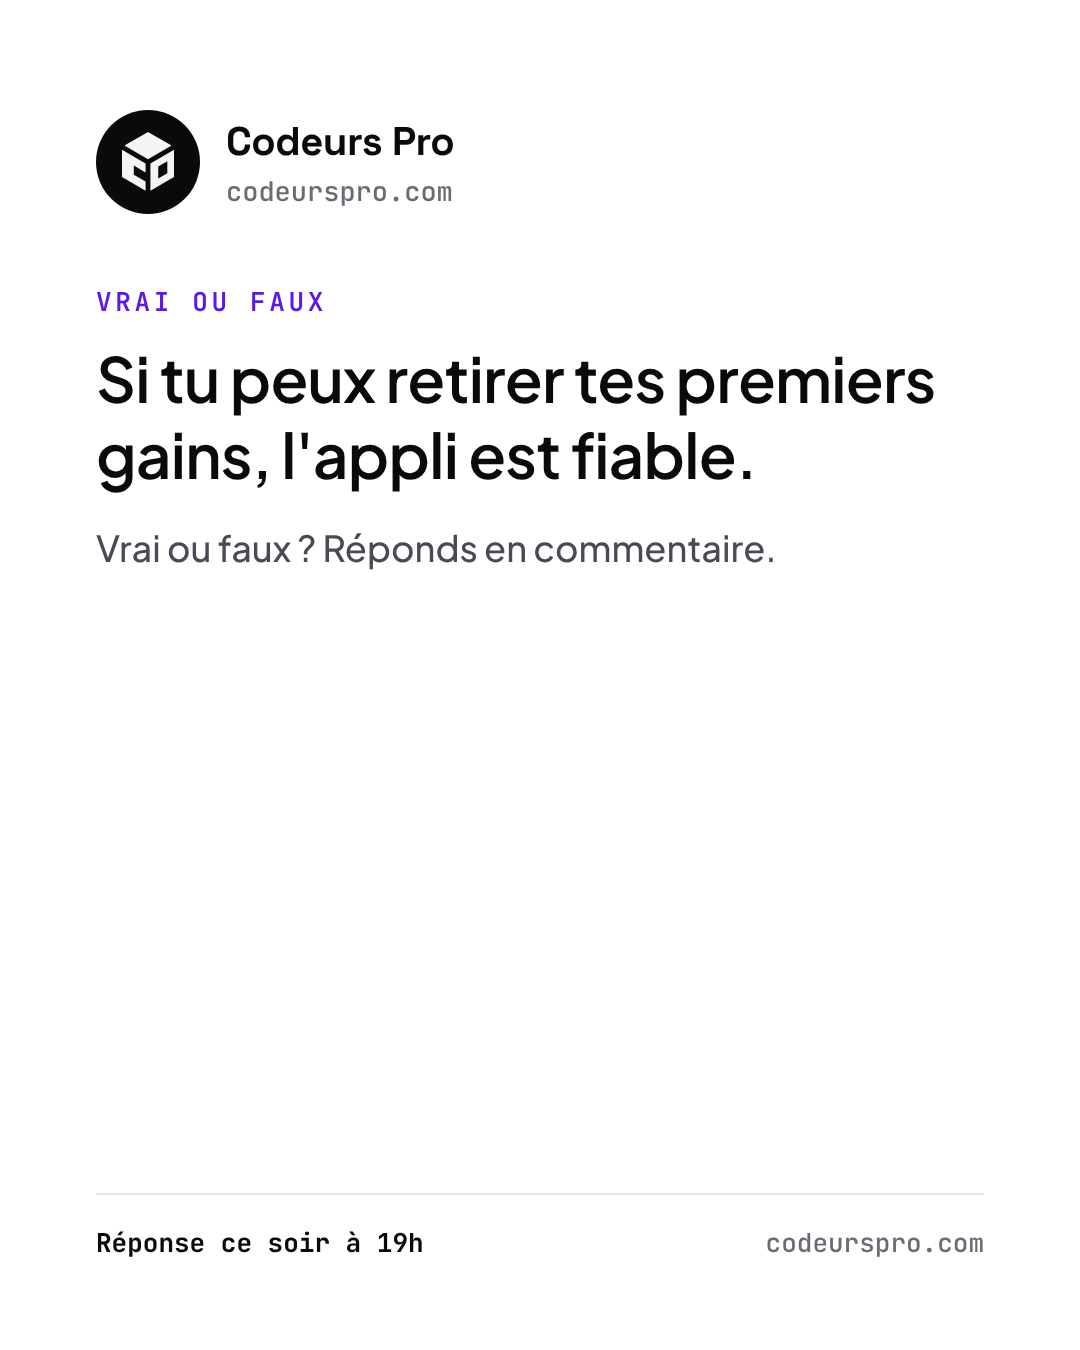 Codeurs Pro
codeurspro.com
VRAI OU FAUX
Si tu peux retirer tes premiers
gains, l'appli est fiable.
Vrai ou faux ? Réponds en commentaire.
Réponse ce soir à 19h
codeurspro.com